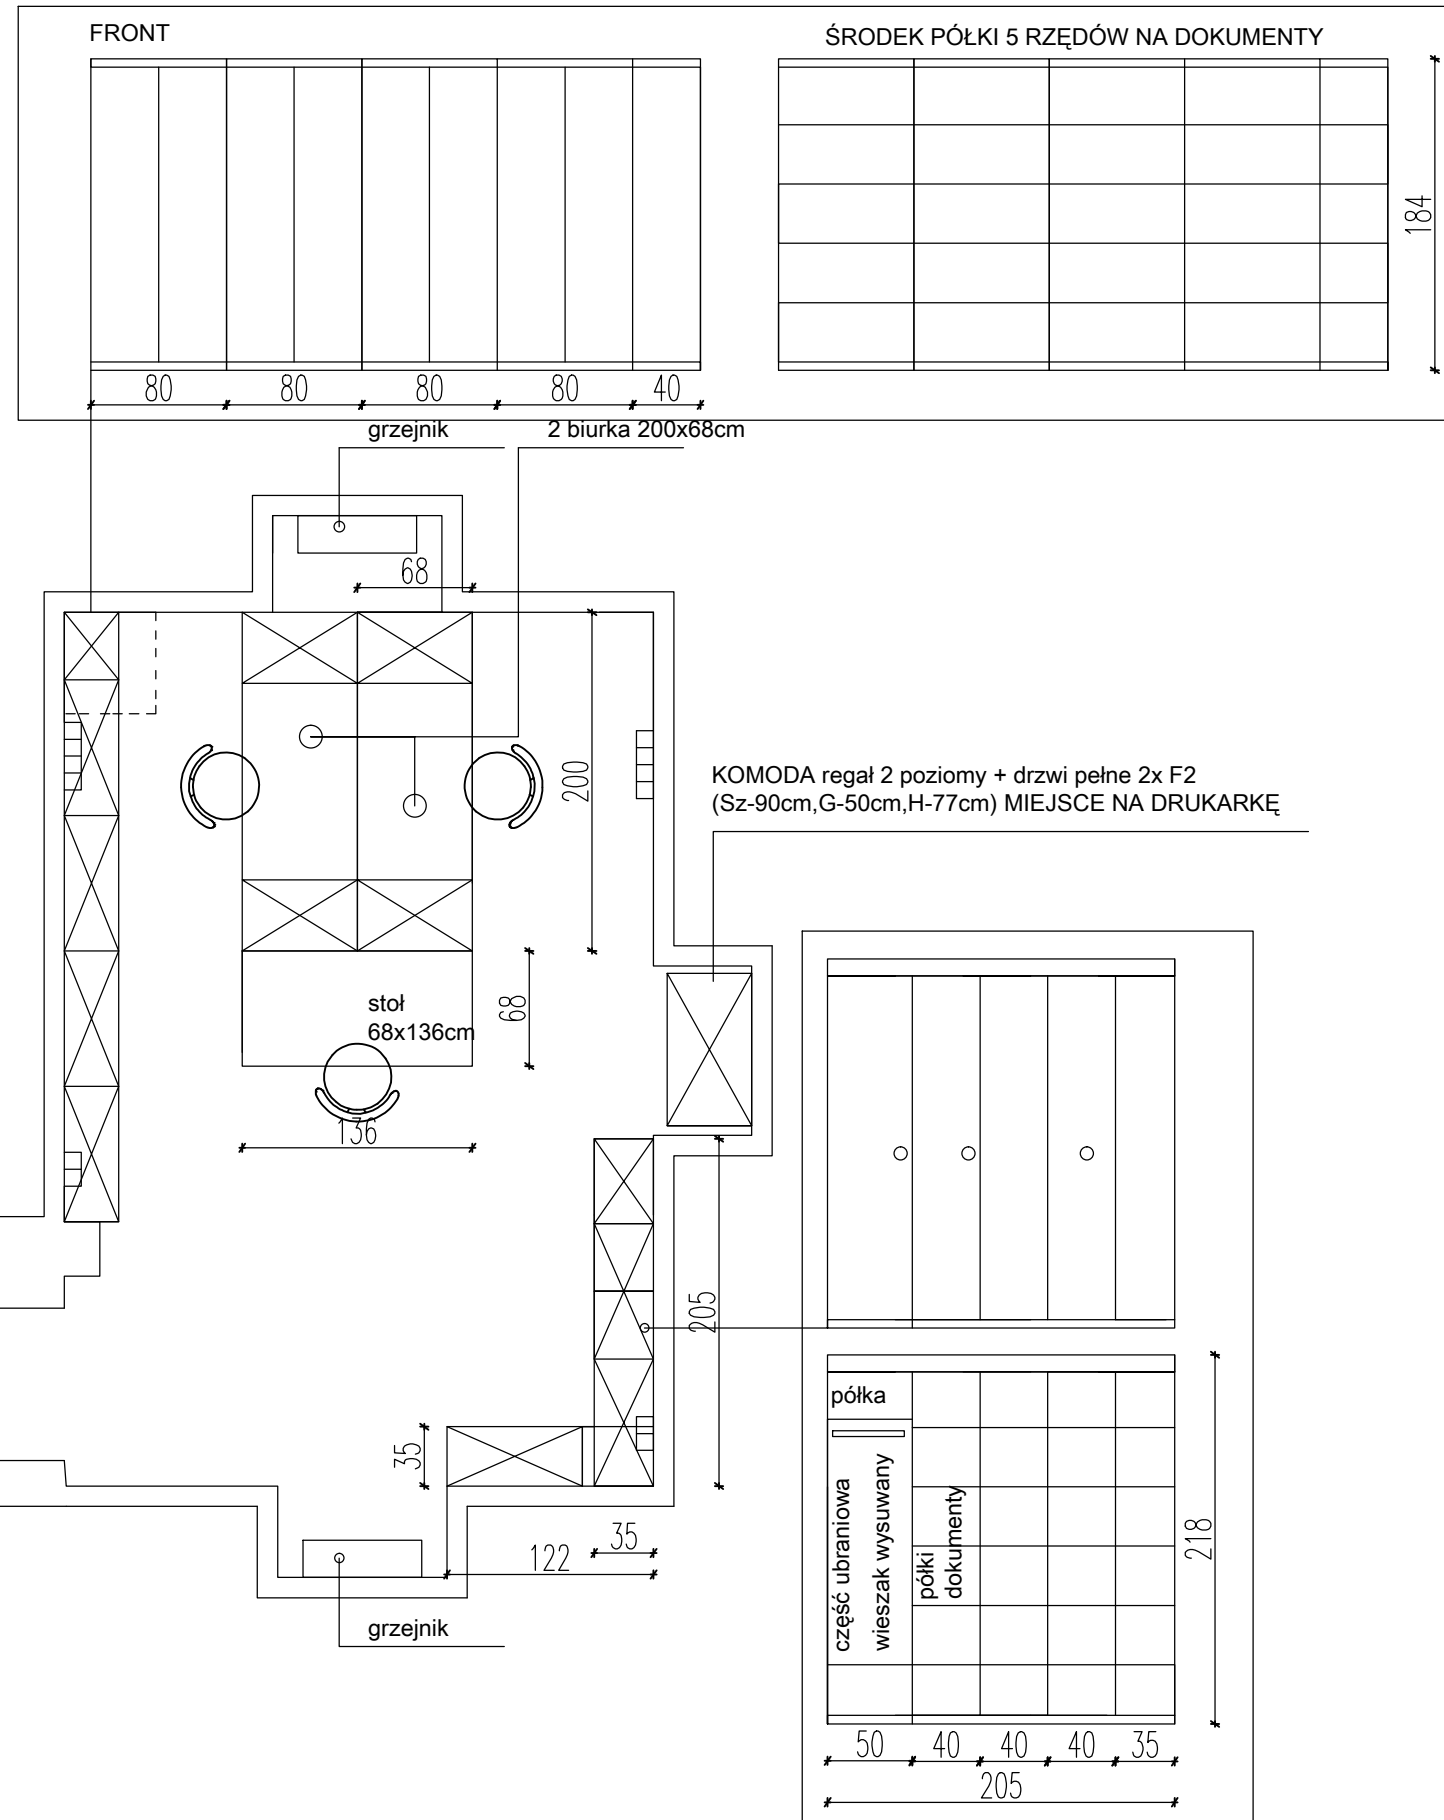 FRONT
ŚRODEK PÓŁKI 5 RZĘDÓW NA DOKUMENTY
184
80
80
80
80
40
grzejnik
2 biurka 200x68cm
68
200
KOMODA regał 2 poziomy + drzwi pełne 2x F2
(Sz-90cm,G-50cm,H-77cm) MIEJSCE NA DRUKARKĘ
stoł
68x136cm
68
136
205
35
35
122
grzejnik
półka
część ubraniowa
wieszak wysuwany
półki
dokumenty
218
50
40
40
40
35
205